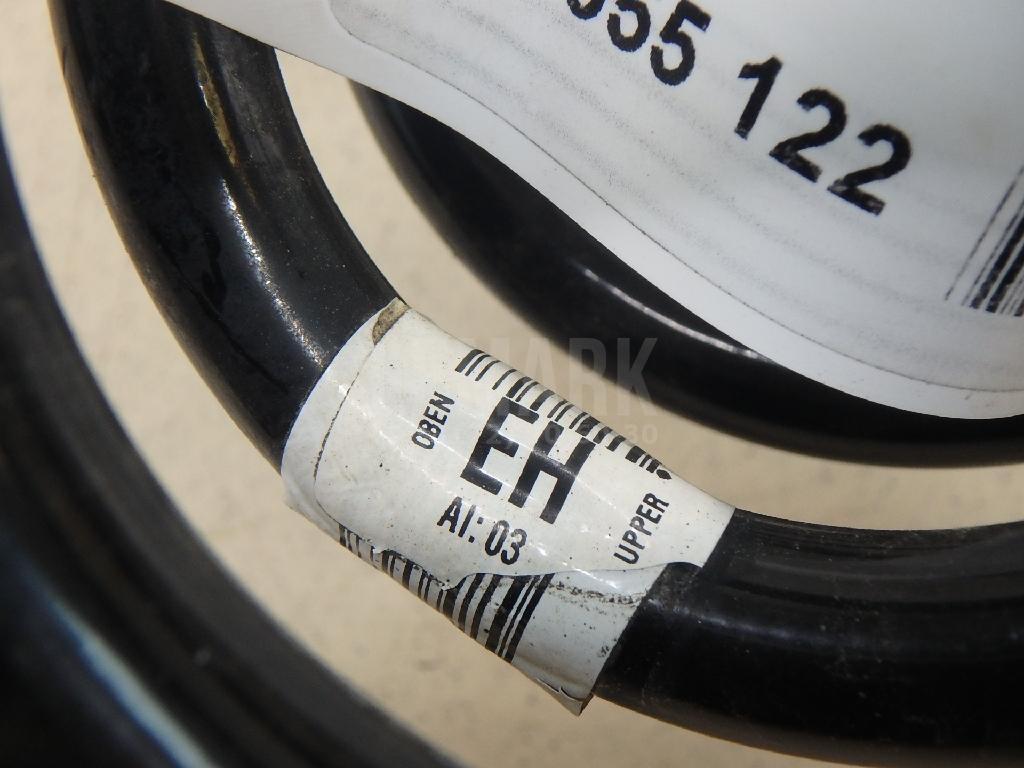 55 122
OBEN
EH
AI: 03
UPPER